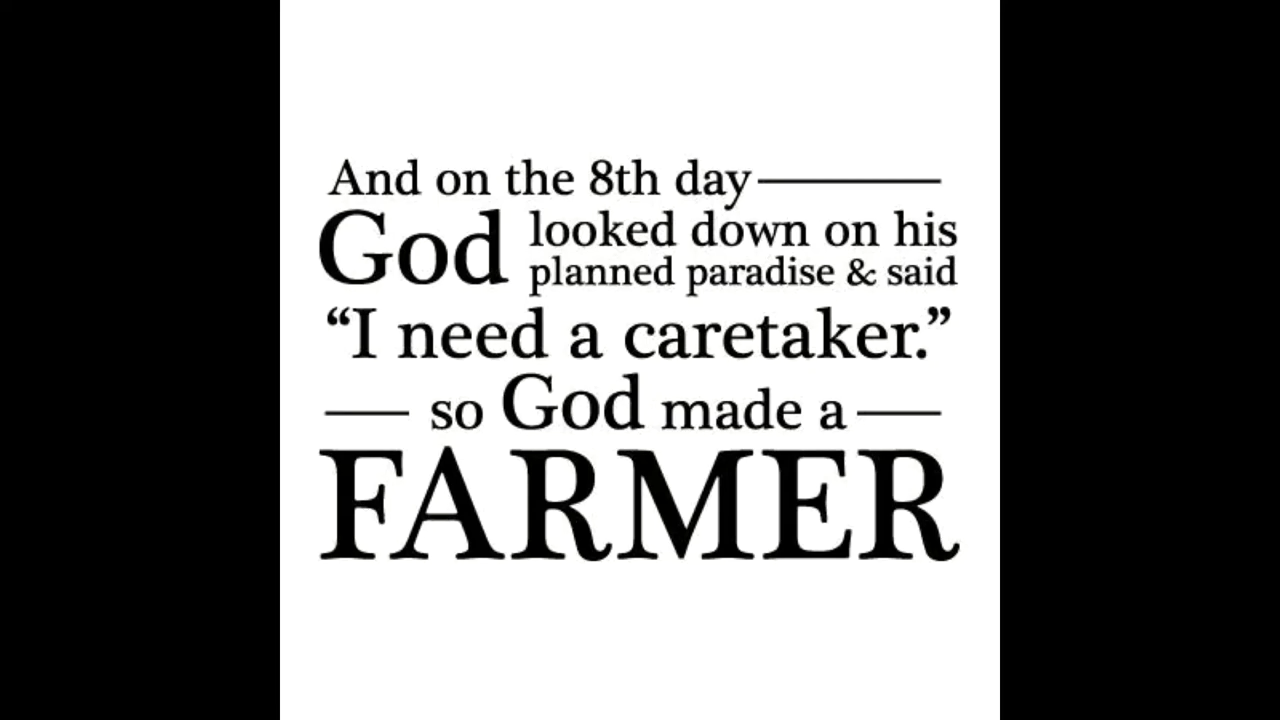 And on the 8th day
God looked down on his
planned paradise & said
“I need a caretaker.”
so God made a
FARMER